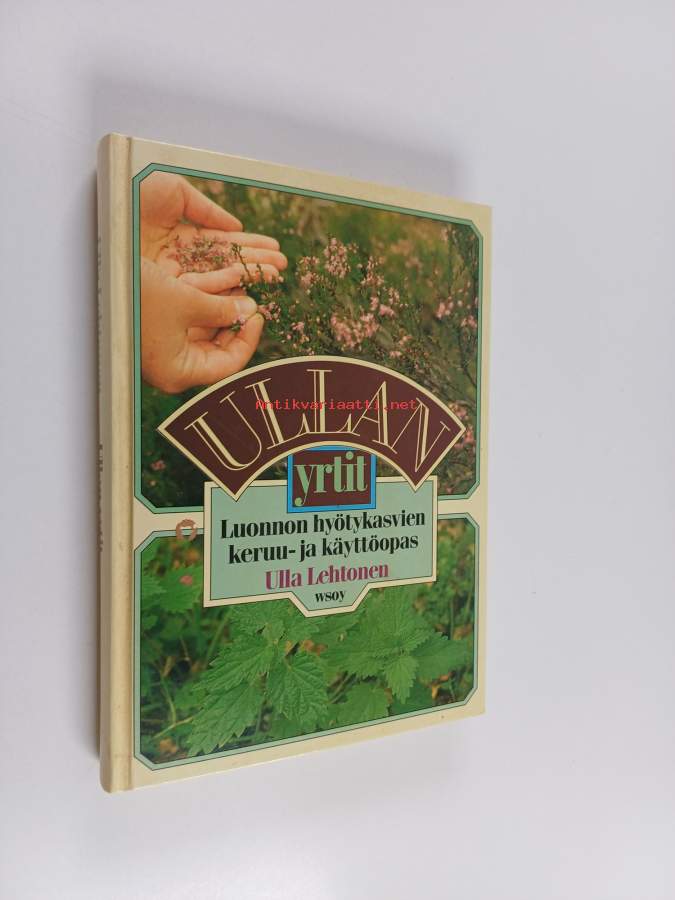 ULLAN
Antikvariaatti.net
yrtit
Luonnon hyötykasvien
keruu- ja käyttöopas
Ulla Lehtonen
wsoy